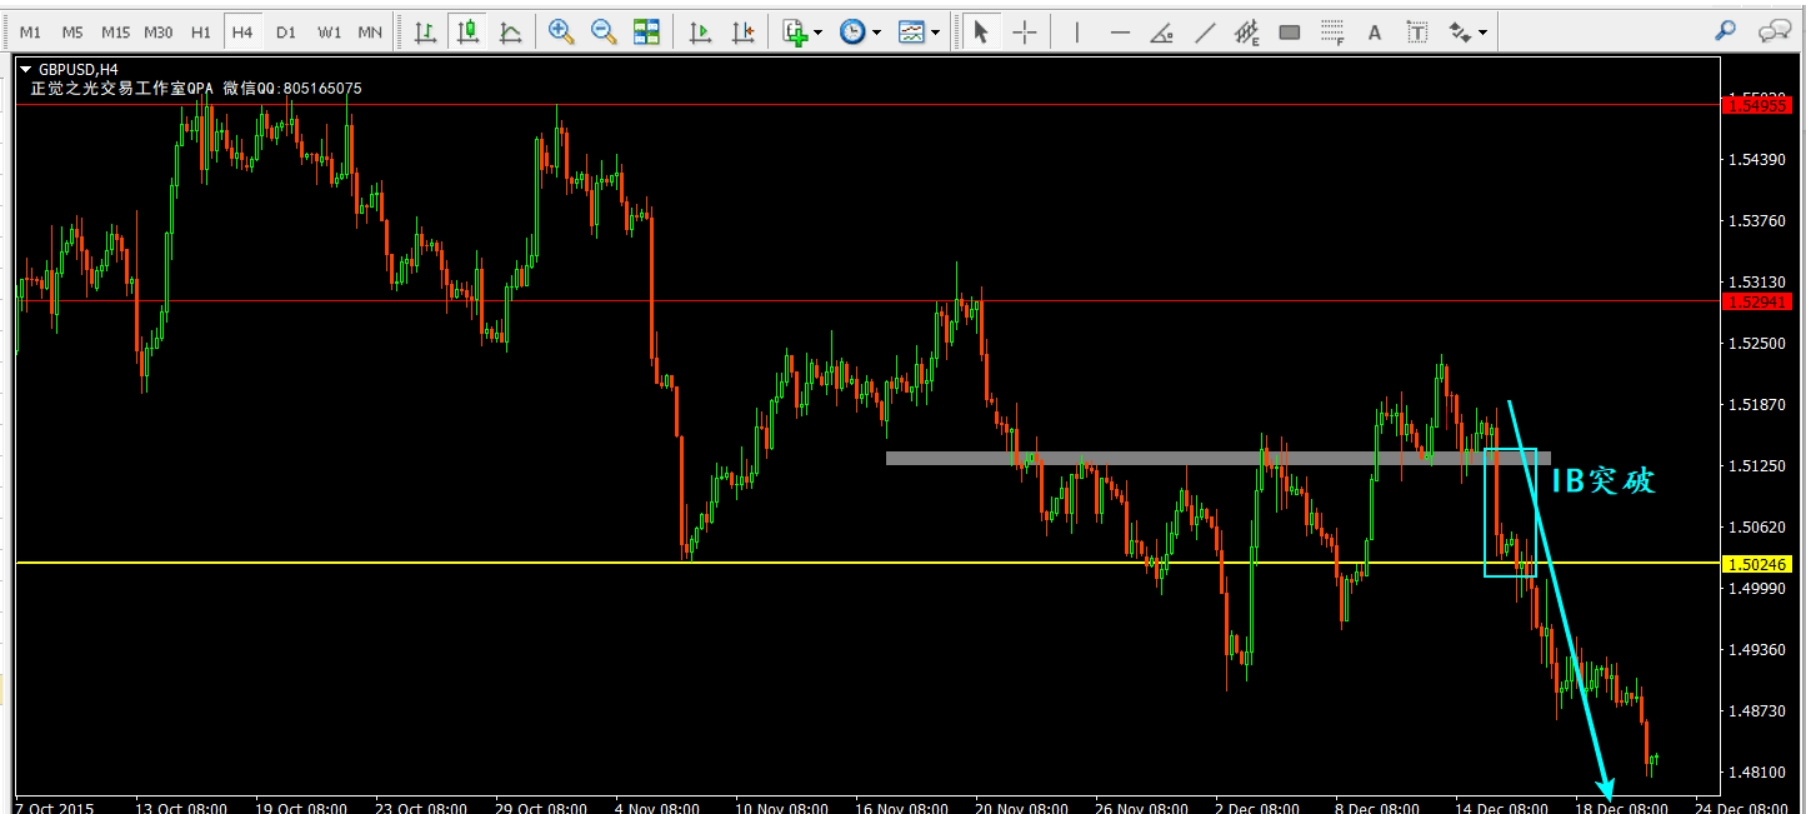 M1 M5 M15 M30 H1 H4 D1 W1 MN E F A T
GBPUSD,H4
正觉之光交易工作室QPA 微信QQ:805165075
1.54955
1.54390
1.53760
1.53130
1.52941
1.52500
1.51870
1.51250
IB突破
1.50620
1.50246
1.49990
1.49360
1.48730
1.48100
7 Oct 2015 13 Oct 08:00 19 Oct 08:00 23 Oct 08:00 29 Oct 08:00 4 Nov 08:00 10 Nov 08:00 16 Nov 08:00 20 Nov 08:00 26 Nov 08:00 2 Dec 08:00 8 Dec 08:00 14 Dec 08:00 18 Dec 08:00 24 Dec 08:00